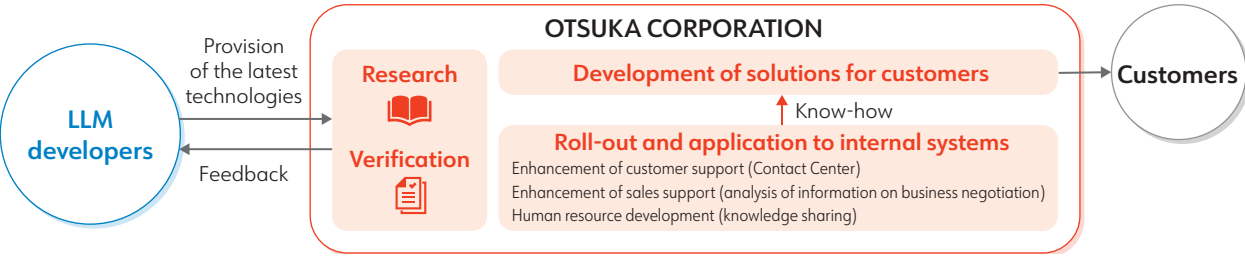 OTSUKA CORPORATION
LLM
developers
Provision
of the latest
technologies
Feedback
Research
Verification
Development of solutions for customers
Know-how
Roll-out and application to internal systems
Enhancement of customer support (Contact Center)
Enhancement of sales support (analysis of information on business negotiation)
Human resource development (knowledge sharing)
Customers